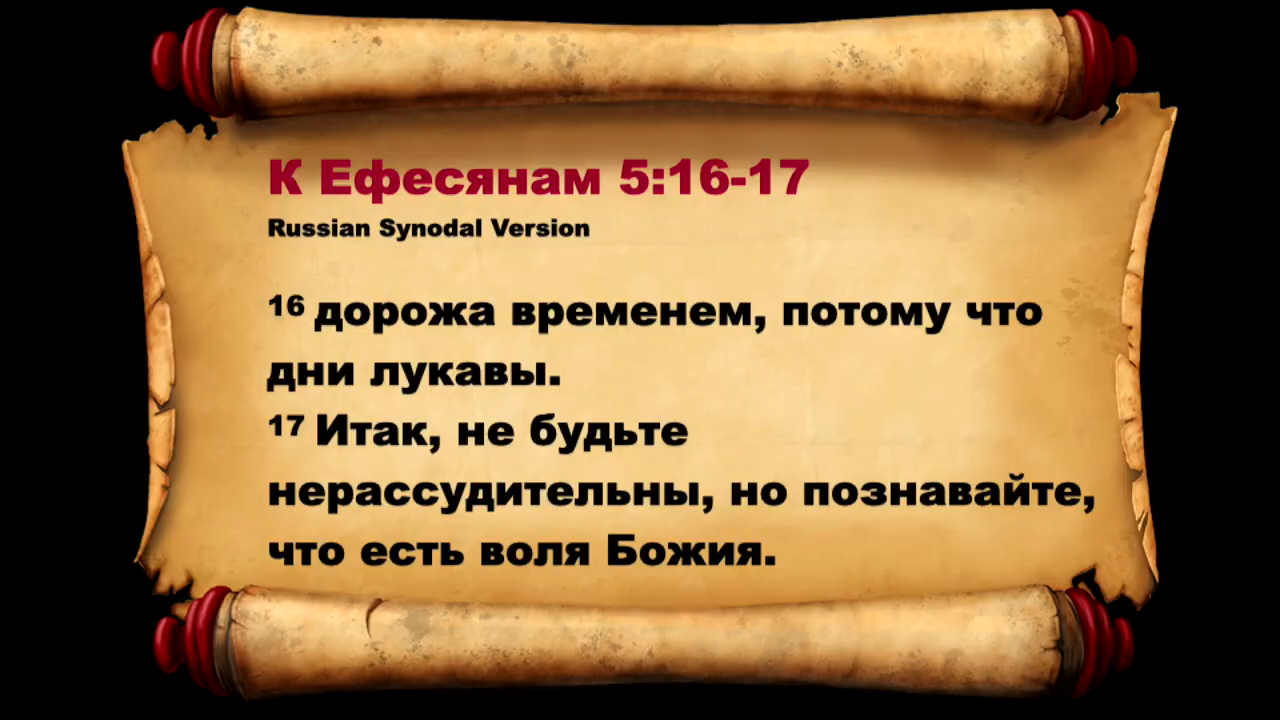 К Ефесянам 5:16-17
Russian Synodal Version
16 дорожа временем, потому что
дни лукавы.
17 Итак, не будьте
нерассудительны, но познавайте,
что есть воля Божия.